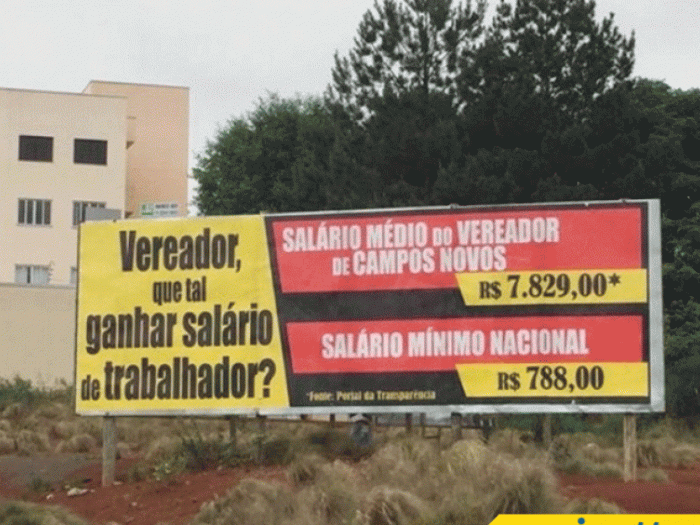 Vereador,
que tal
ganhar salário
de trabalhador?
SALÁRIO MÉDIO DO VEREADOR
DE CAMPOS NOVOS
R$ 7.829,00*
SALÁRIO MÍNIMO NACIONAL
R$ 788,00
*Fonte: Portal da Transparência